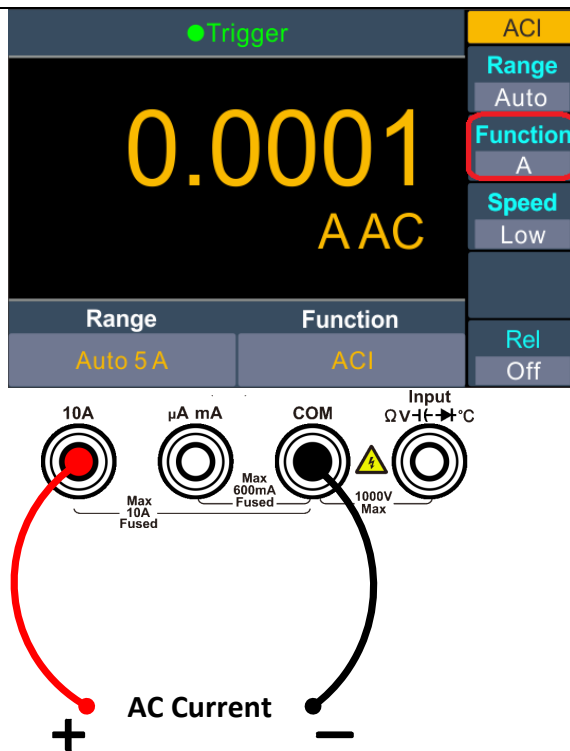 Trigger
ACI
Range
Auto
Function
A
Speed
Low
Rel
Off
0.0001
A AC
Range
Function
Auto 5 A
ACI
10A
µA mA
COM
Input
Ω V °C
Max
10A
Fused
Max
600mA
Fused
1000V
Max
AC Current
+
−